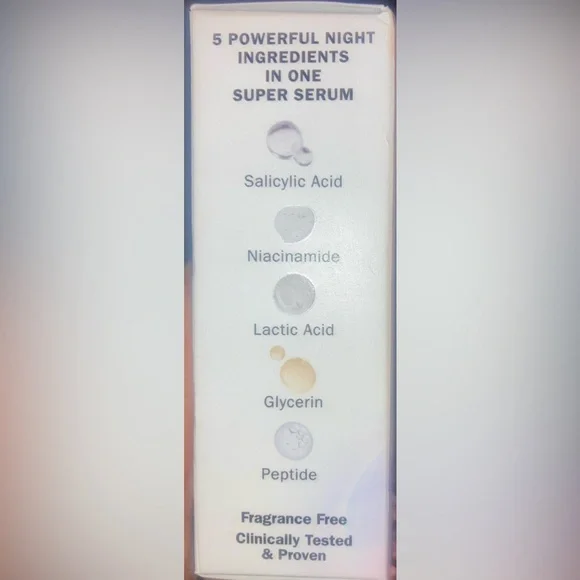 5 POWERFUL NIGHT
INGREDIENTS
IN ONE
SUPER SERUM
Salicylic Acid
Niacinamide
Lactic Acid
Glycerin
Peptide
Fragrance Free
Clinically Tested
& Proven